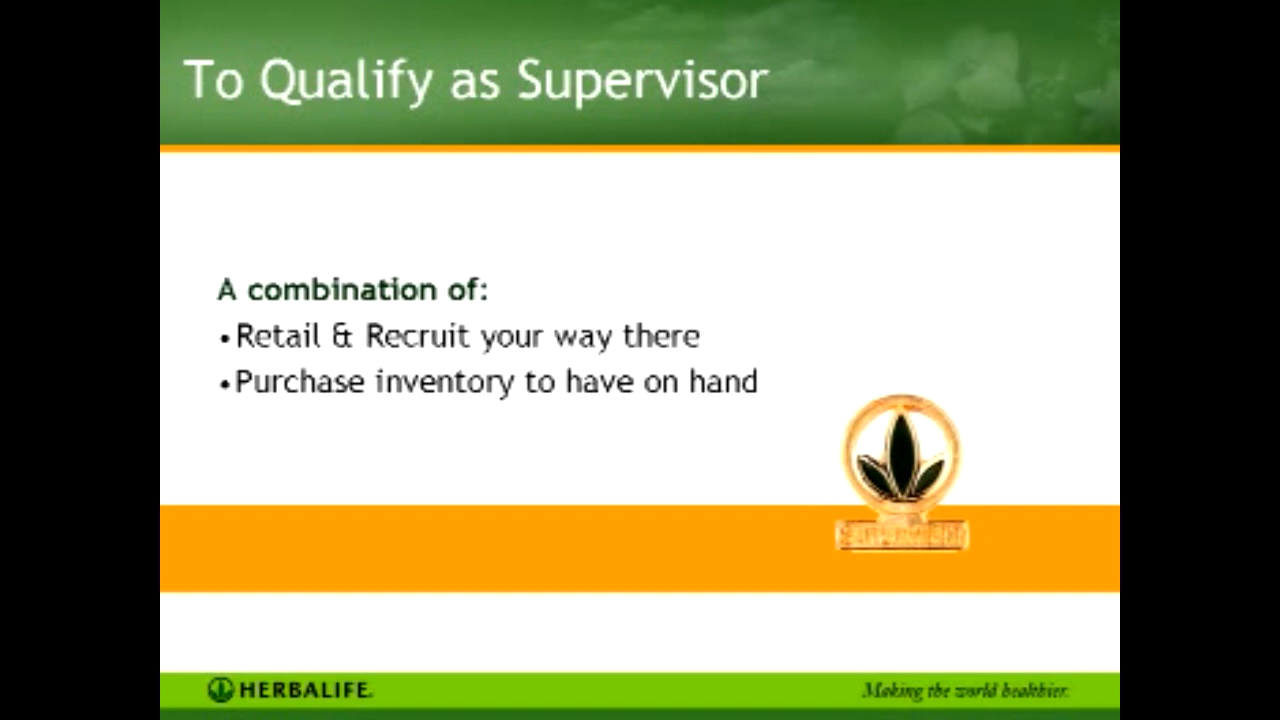 To Qualify as Supervisor
A combination of:
•Retail & Recruit your way there
•Purchase inventory to have on hand
HERBALIFE.
Making the world healthier.